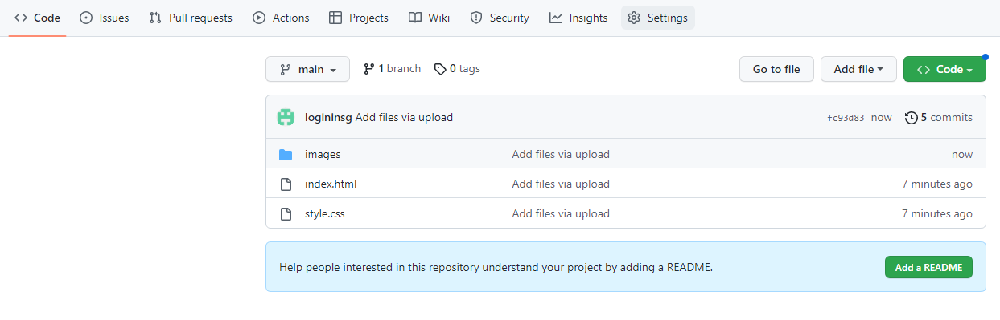 Code Issues Pull requests Actions Projects Wiki Security Insights Settings
main 1 branch 0 tags Go to file Add file Code
logininsg Add files via upload fc93d83 now 5 commits
images Add files via upload now
index.html Add files via upload 7 minutes ago
style.css Add files via upload 7 minutes ago
Help people interested in this repository understand your project by adding a README. Add a README